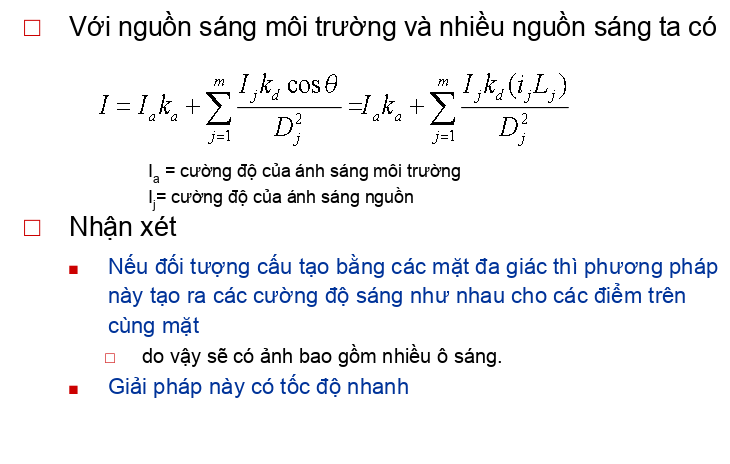 □ Với nguồn sáng môi trường và nhiều nguồn sáng ta có
$I = I_a k_a + \sum_{j=1}^{m} \frac{I_j k_d \cos\theta}{D_j^2} = I_a k_a + \sum_{j=1}^{m} \frac{I_j k_d (i_j L_j)}{D_j^2}$
I_a = cường độ của ánh sáng môi trường
I_j= cường độ của ánh sáng nguồn
□ Nhận xét
■ Nếu đối tượng cấu tạo bằng các mặt đa giác thì phương pháp
này tạo ra các cường độ sáng như nhau cho các điểm trên
cùng mặt
□ do vậy sẽ có ảnh bao gồm nhiều ô sáng.
■ Giải pháp này có tốc độ nhanh